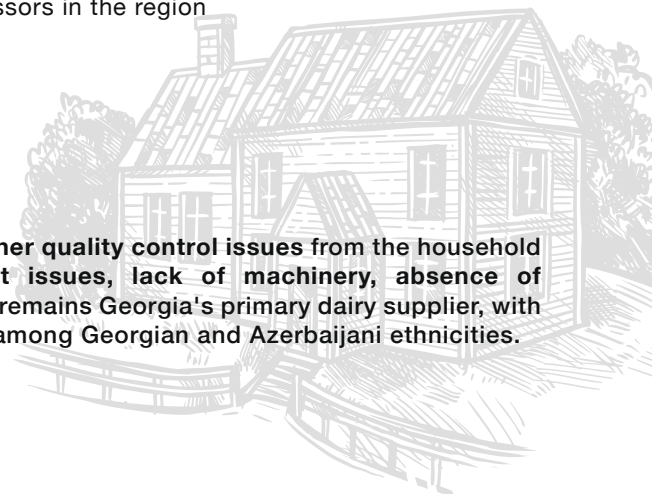 ssors in the region
ner quality control issues from the household
t issues, lack of machinery, absence of
remains Georgia's primary dairy supplier, with
among Georgian and Azerbaijani ethnicities.